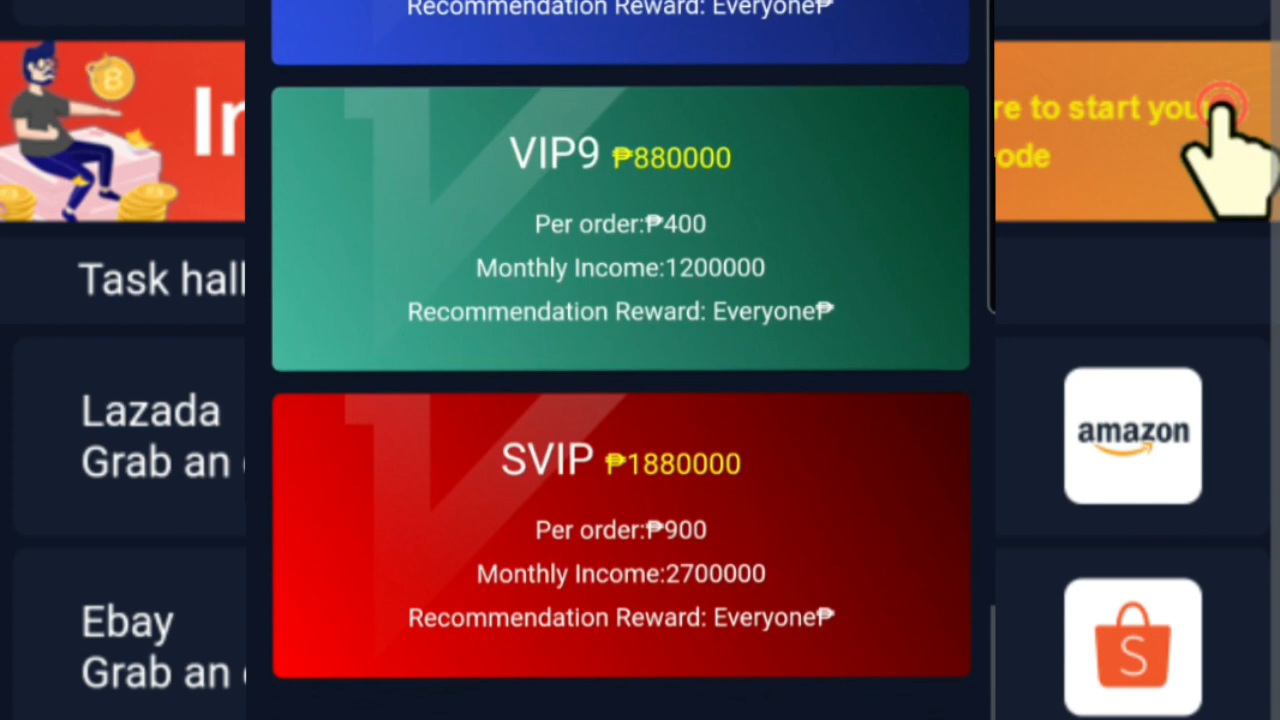 Recommendation Reward: Everyone₱
re to start your
ode
VIP9 ₱880000
Per order:₱400
Monthly Income:1200000
Recommendation Reward: Everyone₱
Task hall
Lazada
Grab an
amazon
SVIP ₱1880000
Per order:₱900
Monthly Income:2700000
Recommendation Reward: Everyone₱
Ebay
Grab an
S